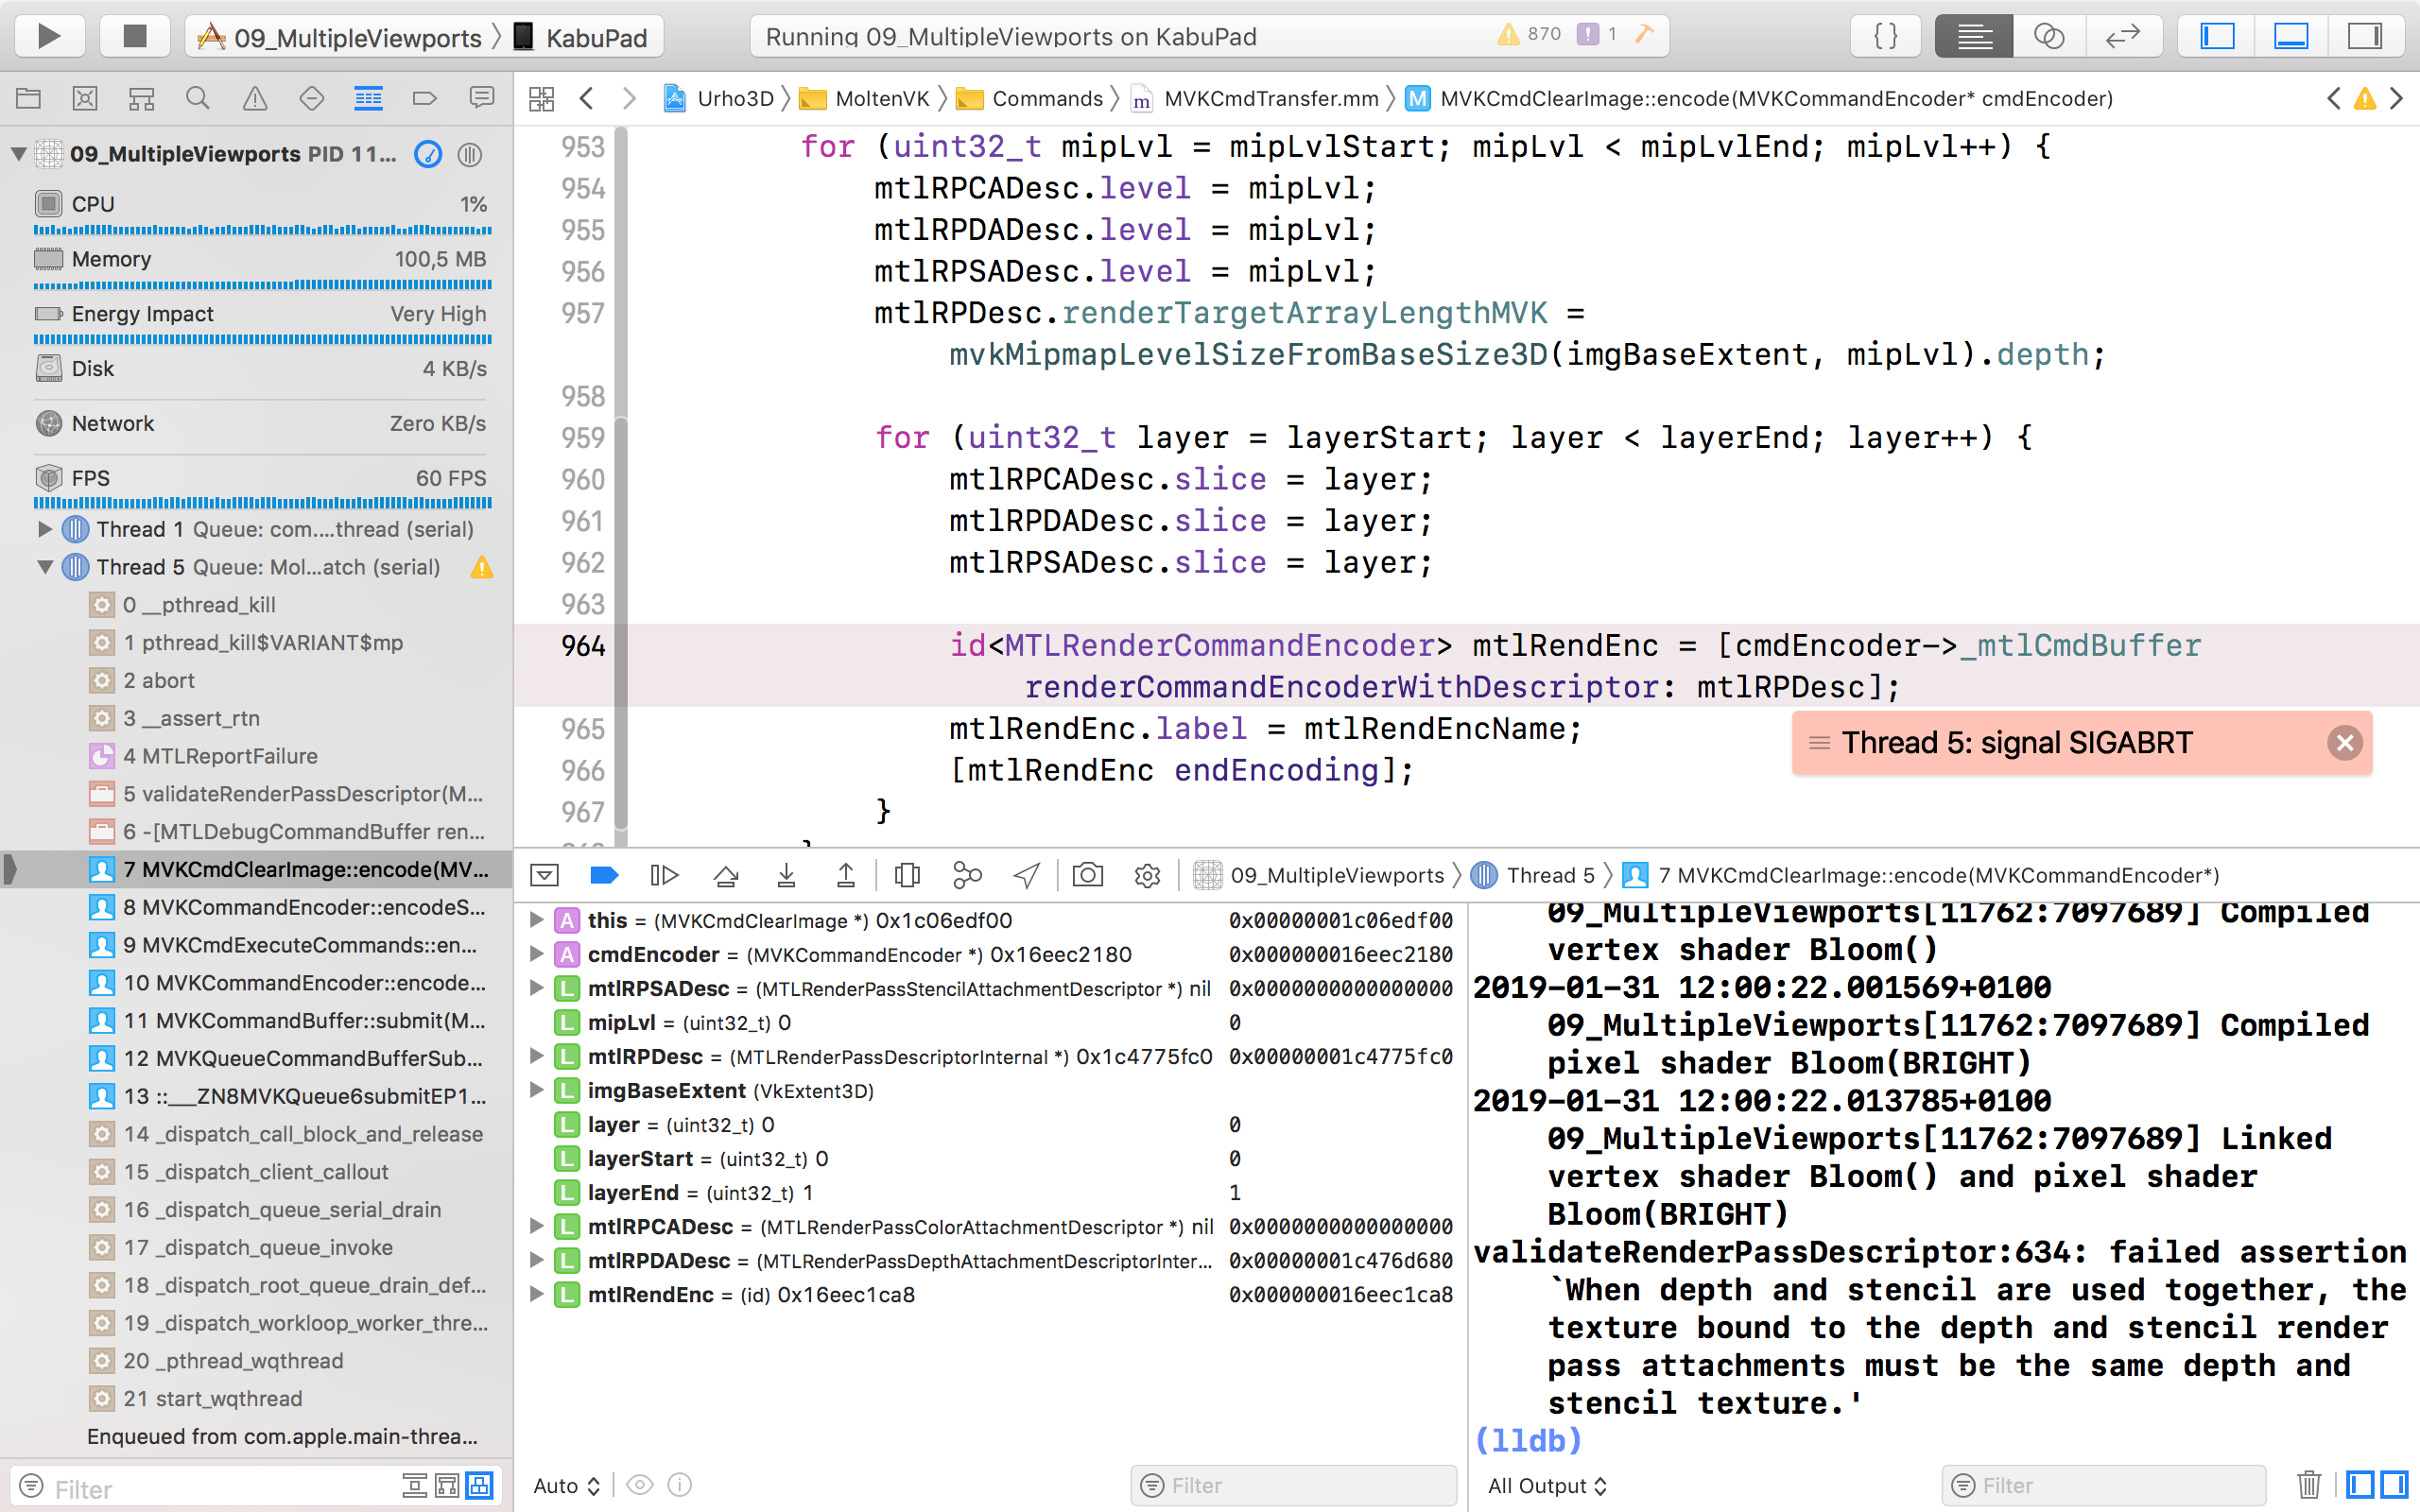 09_MultipleViewports KabuPad
Running 09_MultipleViewports on KabuPad 870 1
{}
09_MultipleViewports PID 11...
CPU 1%
Memory 100,5 MB
Energy Impact Very High
Disk 4 KB/s
Network Zero KB/s
FPS 60 FPS
Thread 1 Queue: com....thread (serial)
Thread 5 Queue: Mol...atch (serial)
0 __pthread_kill
1 pthread_kill$VARIANT$mp
2 abort
3 __assert_rtn
4 MTLReportFailure
5 validateRenderPassDescriptor(M...
6 -[MTLDebugCommandBuffer ren...
7 MVKCmdClearImage::encode(MV...
8 MVKCommandEncoder::encodeS...
9 MVKCmdExecuteCommands::en...
10 MVKCommandEncoder::encode...
11 MVKCommandBuffer::submit(M...
12 MVKQueueCommandBufferSub...
13 ::___ZN8MVKQueue6submitEP1...
14 _dispatch_call_block_and_release
15 _dispatch_client_callout
16 _dispatch_queue_serial_drain
17 _dispatch_queue_invoke
18 _dispatch_root_queue_drain_def...
19 _dispatch_workloop_worker_thre...
20 _pthread_wqthread
21 start_wqthread
Enqueued from com.apple.main-threa...
Filter
Urho3D MoltenVK Commands m MVKCmdTransfer.mm M MVKCmdClearImage::encode(MVKCommandEncoder* cmdEncoder)
953 for (uint32_t mipLvl = mipLvlStart; mipLvl < mipLvlEnd; mipLvl++) {
954 mtlRPCADesc.level = mipLvl;
955 mtlRPDADesc.level = mipLvl;
956 mtlRPSADesc.level = mipLvl;
957 mtlRPDesc.renderTargetArrayLengthMVK =
mvkMipmapLevelSizeFromBaseSize3D(imgBaseExtent, mipLvl).depth;
958
959 for (uint32_t layer = layerStart; layer < layerEnd; layer++) {
960 mtlRPCADesc.slice = layer;
961 mtlRPDADesc.slice = layer;
962 mtlRPSADesc.slice = layer;
963
964 id<MTLRenderCommandEncoder> mtlRendEnc = [cmdEncoder->_mtlCmdBuffer
renderCommandEncoderWithDescriptor: mtlRPDesc];
965 mtlRendEnc.label = mtlRendEncName;
Thread 5: signal SIGABRT
966 [mtlRendEnc endEncoding];
967 }
09_MultipleViewports Thread 5 7 MVKCmdClearImage::encode(MVKCommandEncoder*)
A this = (MVKCmdClearImage *) 0x1c06edf00 0x00000001c06edf00
A cmdEncoder = (MVKCommandEncoder *) 0x16eec2180 0x000000016eec2180
L mtlRPSADesc = (MTLRenderPassStencilAttachmentDescriptor *) nil 0x0000000000000000
L mipLvl = (uint32_t) 0 0
L mtlRPDesc = (MTLRenderPassDescriptorInternal *) 0x1c4775fc0 0x00000001c4775fc0
L imgBaseExtent (VkExtent3D)
L layer = (uint32_t) 0 0
L layerStart = (uint32_t) 0 0
L layerEnd = (uint32_t) 1 1
L mtlRPCADesc = (MTLRenderPassColorAttachmentDescriptor *) nil 0x0000000000000000
L mtlRPDADesc = (MTLRenderPassDepthAttachmentDescriptorInter... 0x00000001c476d680
L mtlRendEnc = (id) 0x16eec1ca8 0x000000016eec1ca8
Auto Filter
09_MultipleViewports[11762:7097689] Compiled
vertex shader Bloom()
2019-01-31 12:00:22.001569+0100
09_MultipleViewports[11762:7097689] Compiled
pixel shader Bloom(BRIGHT)
2019-01-31 12:00:22.013785+0100
09_MultipleViewports[11762:7097689] Linked
vertex shader Bloom() and pixel shader
Bloom(BRIGHT)
validateRenderPassDescriptor:634: failed assertion
`When depth and stencil are used together, the
texture bound to the depth and stencil render
pass attachments must be the same depth and
stencil texture.'
(lldb)
All Output Filter